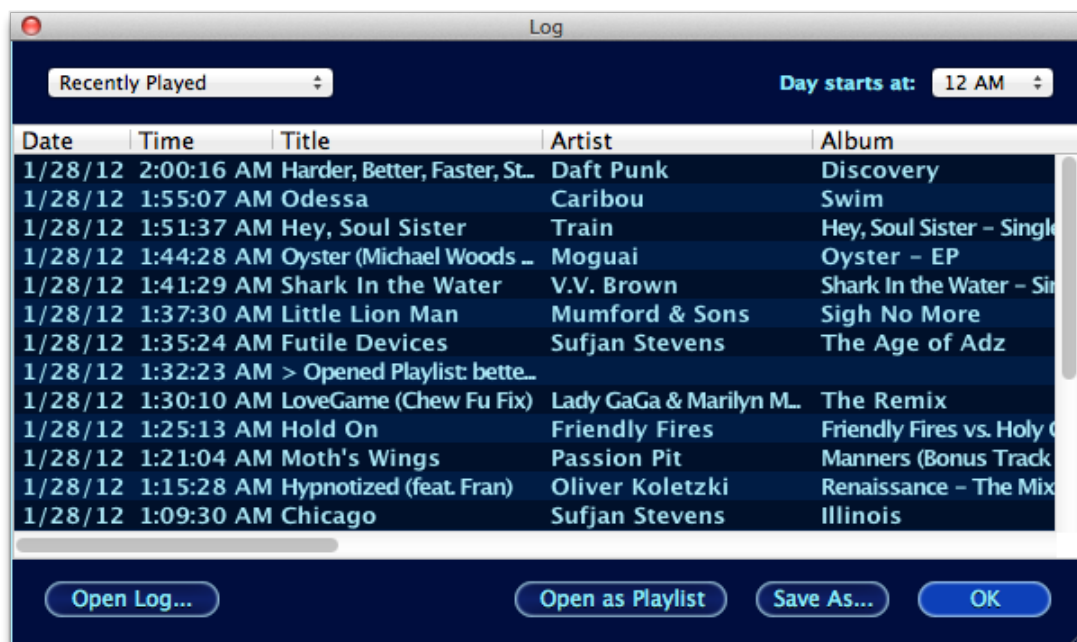 Log
Recently Played Day starts at: 12 AM
Date Time Title Artist Album
1/28/12 2:00:16 AM Harder, Better, Faster, St... Daft Punk Discovery
1/28/12 1:55:07 AM Odessa Caribou Swim
1/28/12 1:51:37 AM Hey, Soul Sister Train Hey, Soul Sister – Single
1/28/12 1:44:28 AM Oyster (Michael Woods ... Moguai Oyster – EP
1/28/12 1:41:29 AM Shark In the Water V.V. Brown Shark In the Water – Sin
1/28/12 1:37:30 AM Little Lion Man Mumford & Sons Sigh No More
1/28/12 1:35:24 AM Futile Devices Sufjan Stevens The Age of Adz
1/28/12 1:32:23 AM > Opened Playlist: bette...
1/28/12 1:30:10 AM LoveGame (Chew Fu Fix) Lady GaGa & Marilyn M... The Remix
1/28/12 1:25:13 AM Hold On Friendly Fires Friendly Fires vs. Holy
1/28/12 1:21:04 AM Moth's Wings Passion Pit Manners (Bonus Track
1/28/12 1:15:28 AM Hypnotized (feat. Fran) Oliver Koletzki Renaissance – The Mix
1/28/12 1:09:30 AM Chicago Sufjan Stevens Illinois
Open Log... Open as Playlist Save As... OK